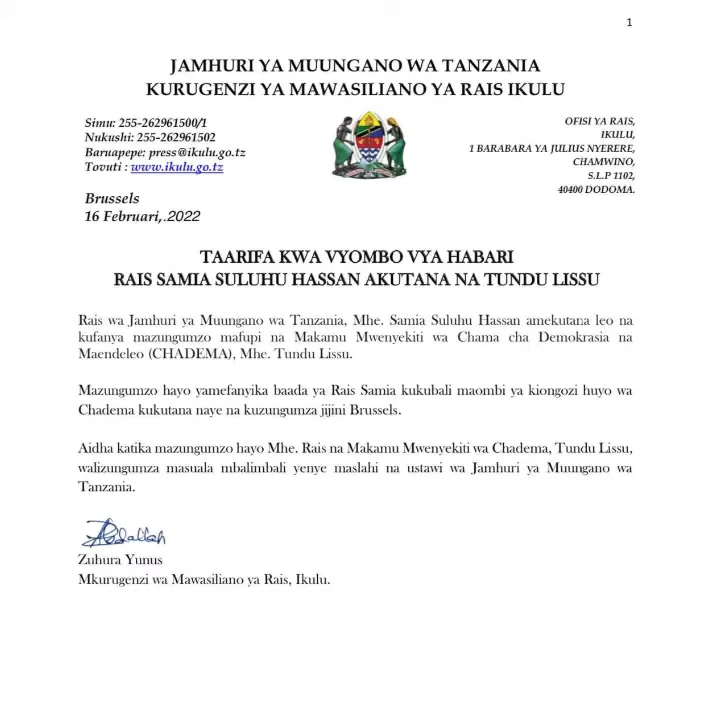 1
JAMHURI YA MUUNGANO WA TANZANIA
KURUGENZI YA MAWASILIANO YA RAIS IKULU
Simu: 255-262961500/1
Nukushi: 255-262961502
Baruapepe: press@ikulu.go.tz
Tovuti : www.ikulu.go.tz
OFISI YA RAIS,
IKULU,
1 BARABARA YA JULIUS NYERERE,
CHAMWINO,
S.L.P 1102,
40400 DODOMA.
Brussels
16 Februari,.2022
TAARIFA KWA VYOMBO VYA HABARI
RAIS SAMIA SULUHU HASSAN AKUTANA NA TUNDU LISSU
Rais wa Jamhuri ya Muungano wa Tanzania, Mhe. Samia Suluhu Hassan amekutana leo na
kufanya mazungumzo mafupi na Makamu Mwenyekiti wa Chama cha Demokrasia na
Maendeleo (CHADEMA), Mhe. Tundu Lissu.
Mazungumzo hayo yamefanyika baada ya Rais Samia kukubali maombi ya kiongozi huyo wa
Chadema kukutana naye na kuzungumza jijini Brussels.
Aidha katika mazungumzo hayo Mhe. Rais na Makamu Mwenyekiti wa Chadema, Tundu Lissu,
walizungumza masuala mbalimbali yenye maslahi na ustawi wa Jamhuri ya Muungano wa
Tanzania.
Abdallah
Zuhura Yunus
Mkurugenzi wa Mawasiliano ya Rais, Ikulu.